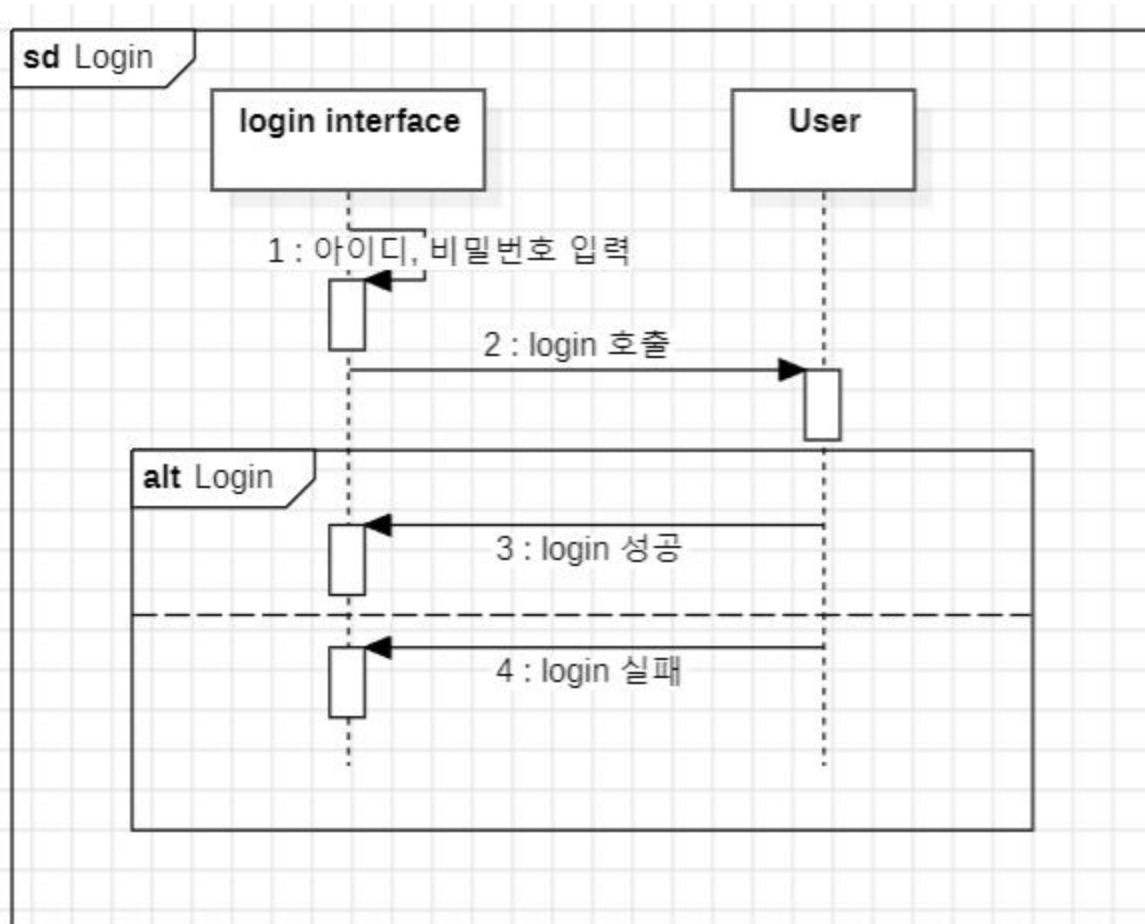 sd Login
login interface
User
1 : 아이디, 비밀번호 입력
2 : login 호출
alt Login
3 : login 성공
4 : login 실패